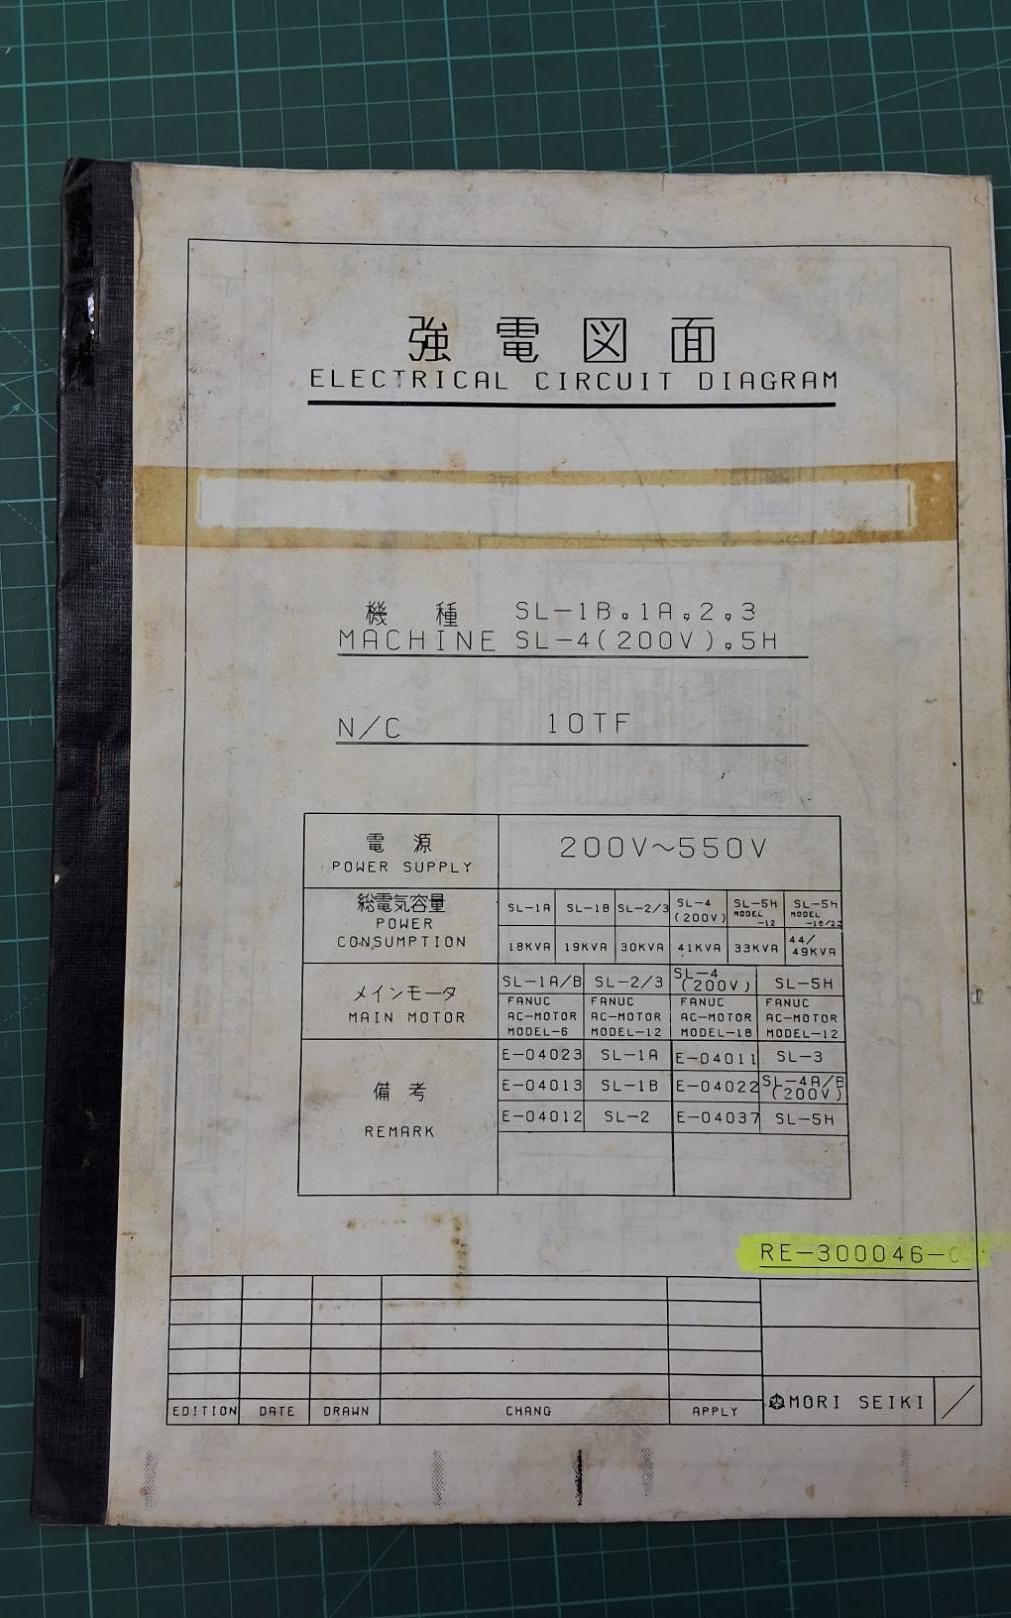 強電図面
ELECTRICAL CIRCUIT DIAGRAM
機種 SL-1B。1A。2。3
MACHINE SL-4(200V)。5H
N/C 10TF
電源 POWER SUPPLY 200V～550V
総電気容量
POWER CONSUMPTION
SL-1A SL-1B SL-2/3 SL-4 (200V) SL-5H MODEL -12 SL-5H MODEL
18KVA 19KVA 30KVA 41KVA 33KVA 44/49KVA
メインモータ
MAIN MOTOR
SL-1A/B SL-2/3 SL-4 (200V) SL-5H
FANUC FANUC FANUC FANUC
AC-MOTOR AC-MOTOR AC-MOTOR AC-MOTOR
MODEL-6 MODEL-12 MODEL-18 MODEL-12
備考
REMARK
E-04023 SL-1A E-04011 SL-3
E-04013 SL-1B E-04022 SL-4A/B (200V)
E-04012 SL-2 E-04037 SL-5H
RE-300046-
EDITION DATE DRAWN CHANG APPLY MORI SEIKI